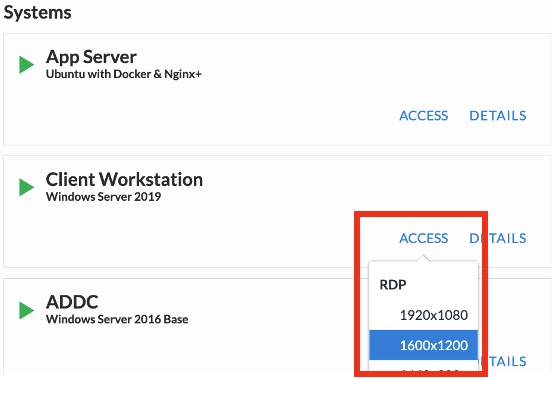 Systems
App Server
Ubuntu with Docker & Nginx+
ACCESS DETAILS
Client Workstation
Windows Server 2019
ACCESS DETAILS
RDP
1920x1080
1600x1200
ADDC
Windows Server 2016 Base
DETAILS